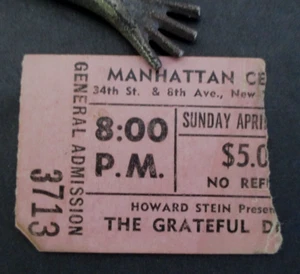 MANHATTAN CE
34th St. & 8th Ave., New
8:00
P.M.
SUNDAY APRI
$5.0
NO REF
HOWARD STEIN Presen
THE GRATEFUL D
GENERAL ADMISSION
3713